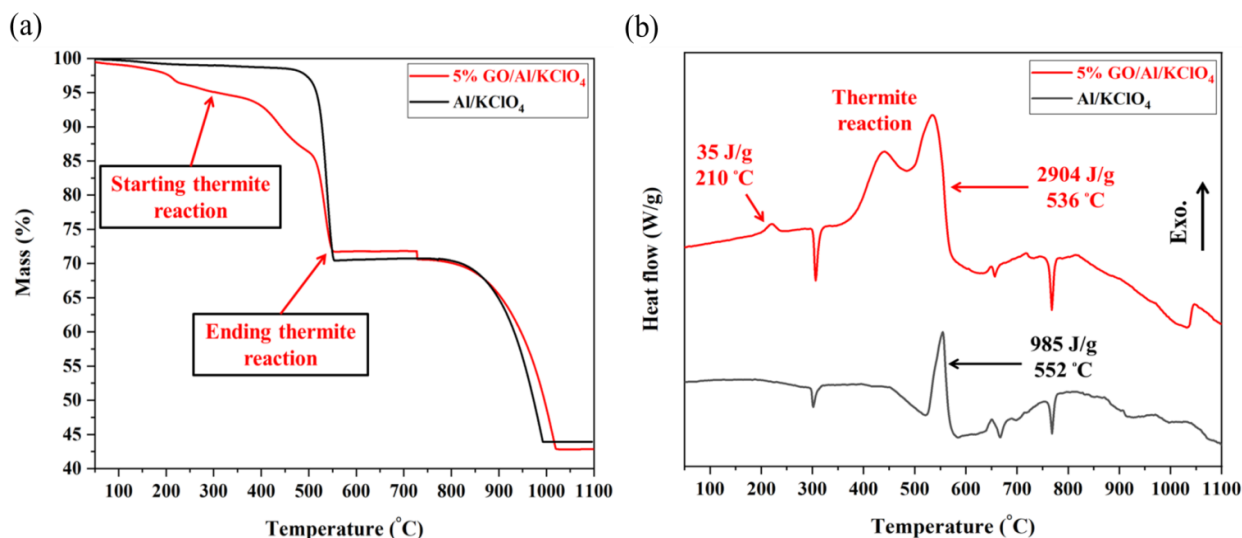 (a)
100
95
90
85
80
75
70
65
60
55
50
45
40
Mass (%)
5% GO/Al/KClO₄
Al/KClO₄
Starting thermite
reaction
Ending thermite
reaction
100 200 300 400 500 600 700 800 900 1000 1100
Temperature (°C)
(b)
Heat flow (W/g)
5% GO/Al/KClO₄
Al/KClO₄
Thermite
reaction
35 J/g
210 °C
2904 J/g
536 °C
Exo.
985 J/g
552 °C
100 200 300 400 500 600 700 800 900 1000 1100
Temperature (°C)